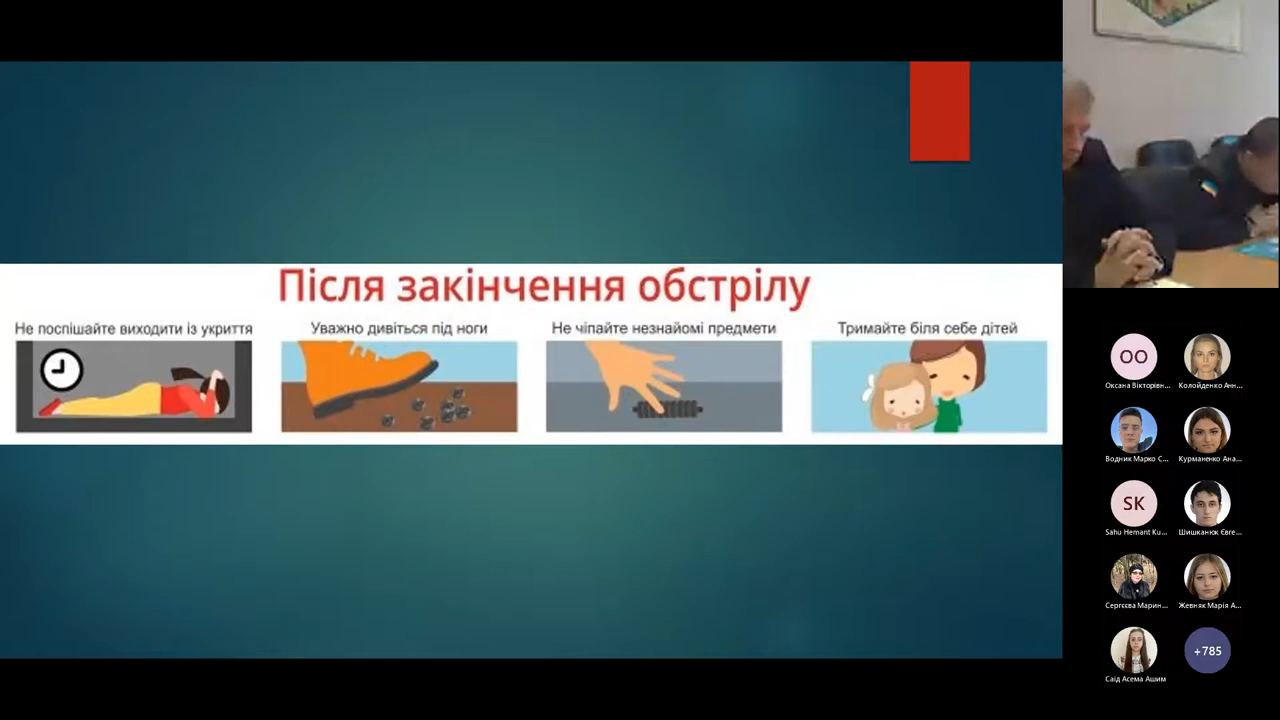 Після закінчення обстрілу
Не поспішайте виходити із укриття
Уважно дивіться під ноги
Не чіпайте незнайомі предмети
Тримайте біля себе дітей
OO
Оксана Вікторівн...
Колойденко Анн...
Водник Марко С...
Курманенко Ана...
SK
Sahu Hemant Ku...
Шишканюк Євге...
Сергєєва Марин...
Жевняк Марія А...
Саід Асема Ашим
+785